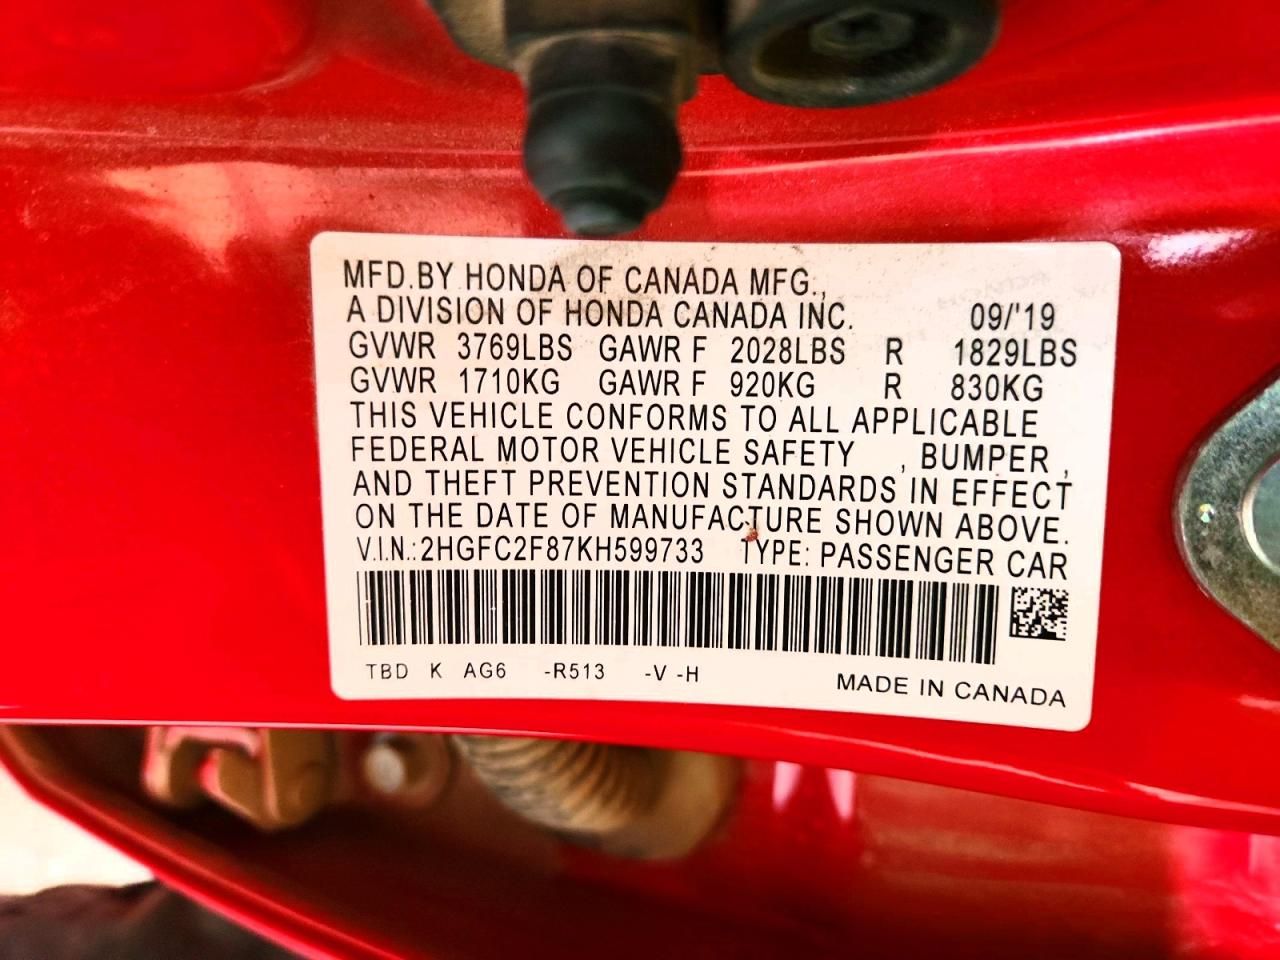 MFD.BY HONDA OF CANADA MFG.,
A DIVISION OF HONDA CANADA INC. 09/'19
GVWR 3769LBS GAWR F 2028LBS R 1829LBS
GVWR 1710KG GAWR F 920KG R 830KG
THIS VEHICLE CONFORMS TO ALL APPLICABLE
FEDERAL MOTOR VEHICLE SAFETY , BUMPER ,
AND THEFT PREVENTION STANDARDS IN EFFECT
ON THE DATE OF MANUFACTURE SHOWN ABOVE.
V.I.N.:2HGFC2F87KH599733 TYPE: PASSENGER CAR
TBD K AG6 -R513 -V -H MADE IN CANADA